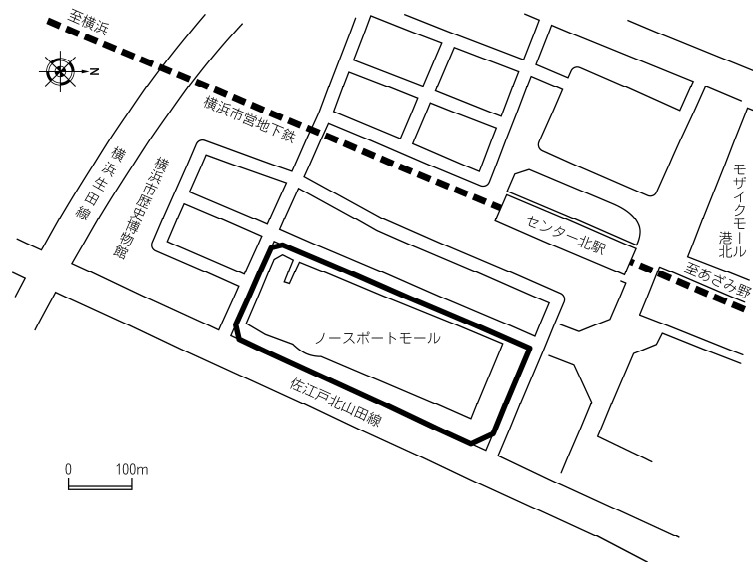 至横浜
N
横浜市営地下鉄
横浜生田線
横浜市歴史博物館
モザイクモール
港北
センター北駅
至あざみ野
ノースポートモール
佐江戸北山田線
0 100m